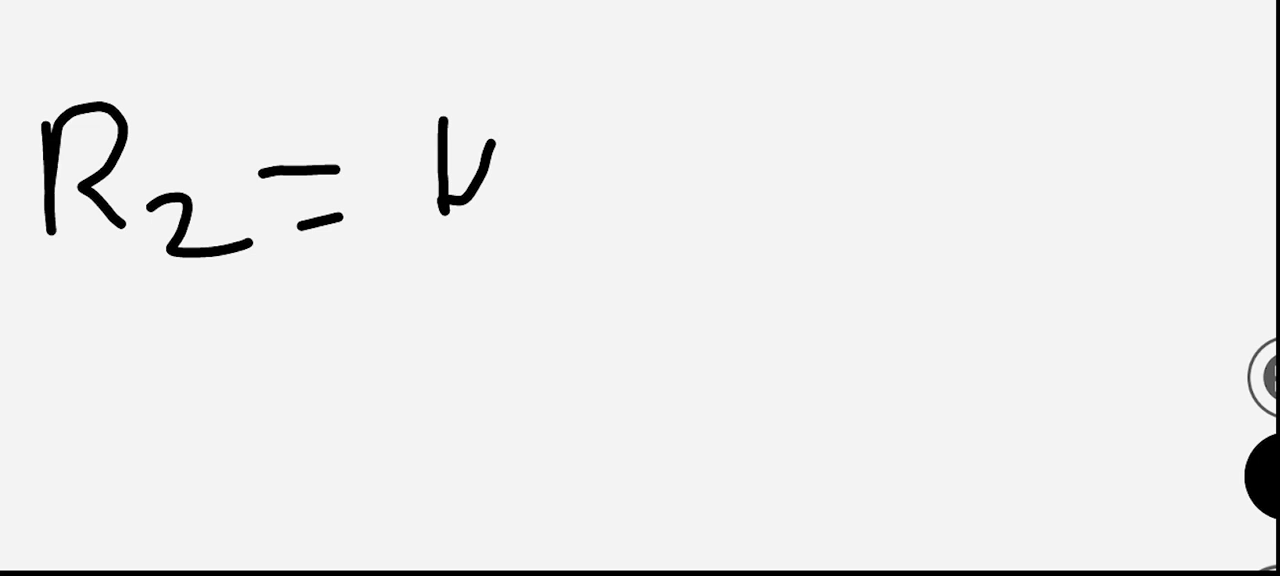 R₂ =